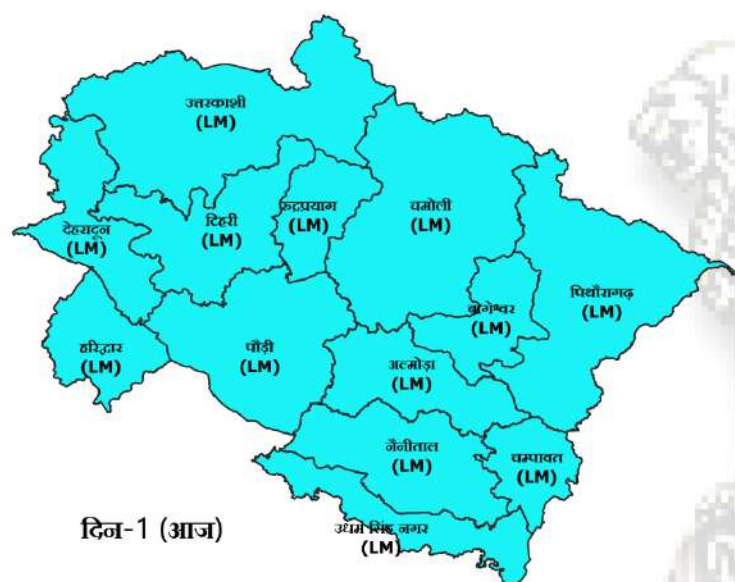 उत्तरकाशी
(LM)
देहरादून
(LM)
टिहरी
(LM)
रुद्रप्रयाग
(LM)
चमोली
(LM)
पिथौरागढ़
(LM)
बागेश्वर
(LM)
हरिद्वार
(LM)
पौड़ी
(LM)
अल्मोड़ा
(LM)
नैनीताल
(LM)
चम्पावत
(LM)
उधम सिंह नगर
(LM)
दिन-1 (आज)